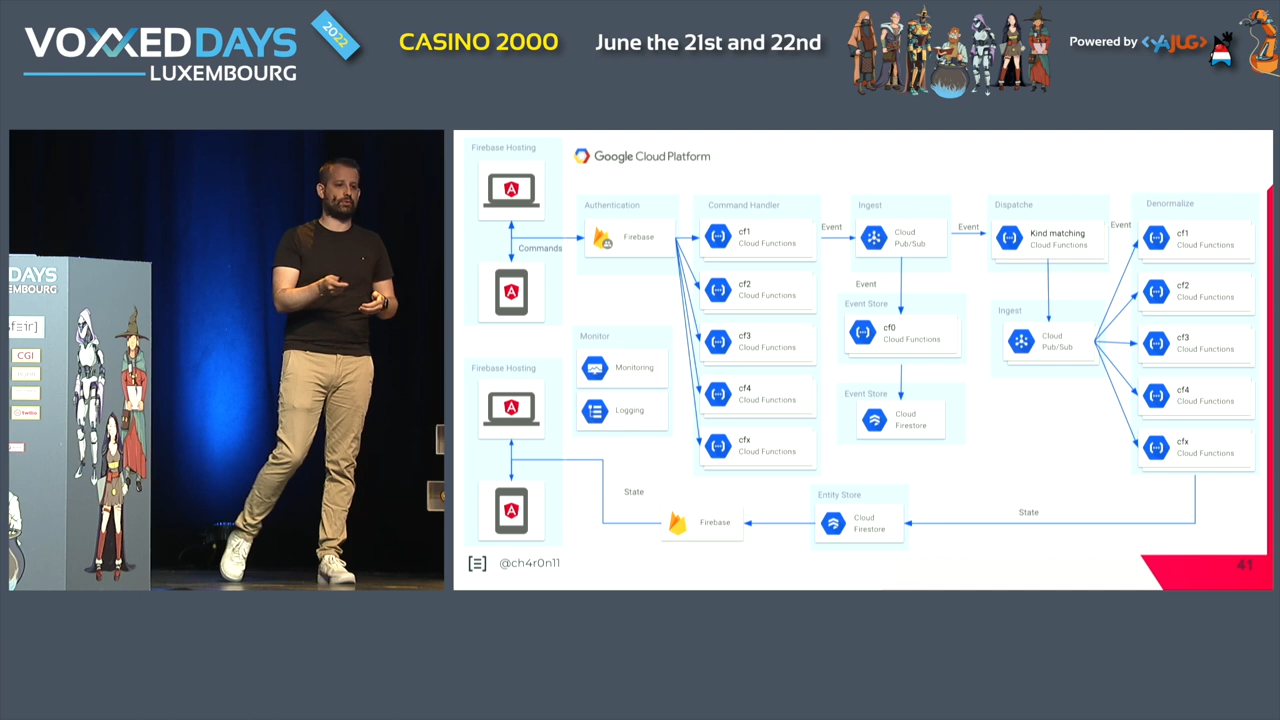 VOXXEDDAYS
LUXEMBOURG
2022
CASINO 2000
June the 21st and 22nd
Powered by <YAJUG>
DAYS
EMBOURG
CGI
Firebase Hosting
Commands
Google Cloud Platform
Authentication
Firebase
Command Handler
cf1
Cloud Functions
cf2
Cloud Functions
cf3
Cloud Functions
cf4
Cloud Functions
cfx
Cloud Functions
Event
Ingest
Cloud
Pub/Sub
Event
Event
Event Store
cf0
Cloud Functions
Event Store
Cloud
Firestore
Dispatche
Kind matching
Cloud Functions
Ingest
Cloud
Pub/Sub
Event
Denormalize
cf1
Cloud Functions
cf2
Cloud Functions
cf3
Cloud Functions
cf4
Cloud Functions
cfx
Cloud Functions
Monitor
Monitoring
Logging
Firebase Hosting
State
Firebase
Entity Store
Cloud
Firestore
State
@ch4r0n11
41